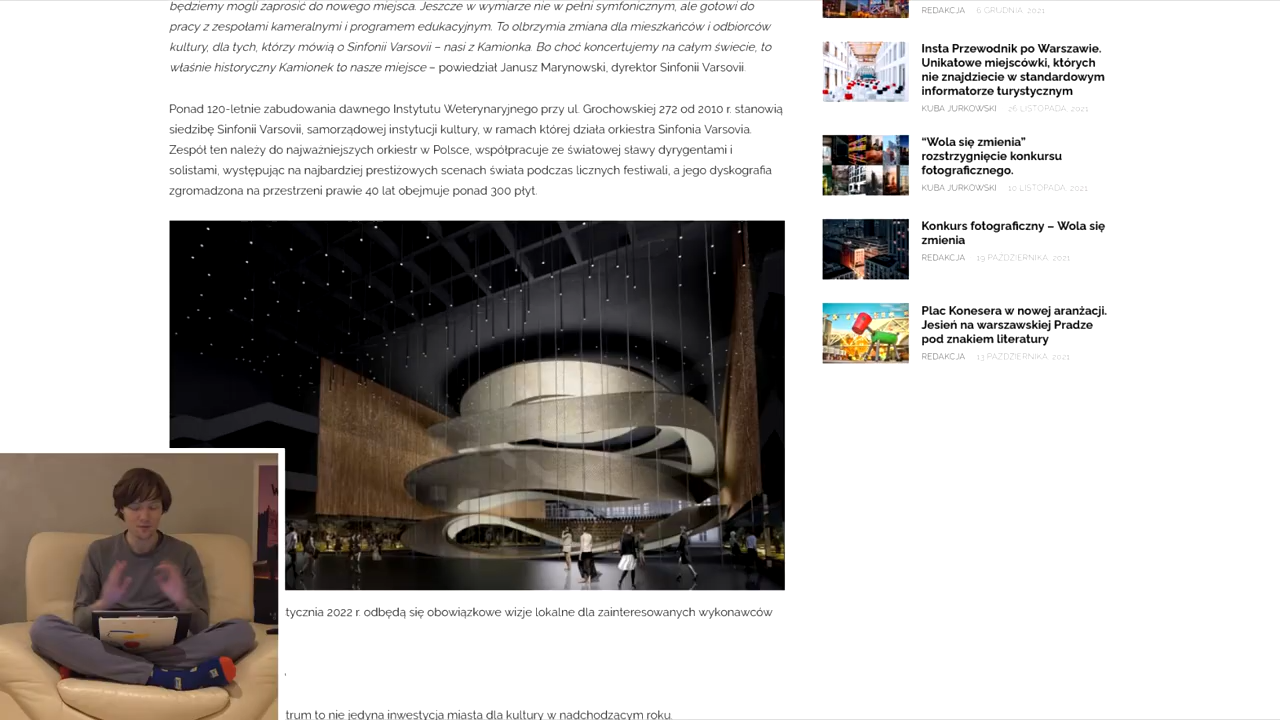 będziemy mogli zaprosić do nowego miejsca. Jeszcze w wymiarze nie w pełni symfonicznym, ale gotowi do
pracy z zespołami kameralnymi i programem edukacyjnym. To olbrzymia zmiana dla mieszkańców i odbiorców
kultury, dla tych, którzy mówią o Sinfonii Varsovii – nasi z Kamionka. Bo choć koncertujemy na całym świecie, to
właśnie historyczny Kamionek to nasze miejsce – powiedział Janusz Marynowski, dyrektor Sinfonii Varsovii.
Ponad 120-letnie zabudowania dawnego Instytutu Weterynaryjnego przy ul. Grochowskiej 272 od 2010 r. stanowią
siedzibę Sinfonii Varsovii, samorządowej instytucji kultury, w ramach której działa orkiestra Sinfonia Varsovia.
Zespół ten należy do najważniejszych orkiestr w Polsce, współpracuje ze światowej sławy dyrygentami i
solistami, występując na najbardziej prestiżowych scenach świata podczas licznych festiwali, a jego dyskografia
zgromadzona na przestrzeni prawie 40 lat obejmuje ponad 300 płyt.
tycznia 2022 r. odbędą się obowiązkowe wizje lokalne dla zainteresowanych wykonawców
trum to nie jedyna inwestycja miasta dla kultury w nadchodzącym roku.
REDAKCJA 6 GRUDNIA, 2021
Insta Przewodnik po Warszawie.
Unikatowe miejscówki, których
nie znajdziecie w standardowym
informatorze turystycznym
KUBA JURKOWSKI 26 LISTOPADA, 2021
“Wola się zmienia”
rozstrzygnięcie konkursu
fotograficznego.
KUBA JURKOWSKI 10 LISTOPADA, 2021
Konkurs fotograficzny – Wola się
zmienia
REDAKCJA 19 PAŹDZIERNIKA, 2021
Plac Konesera w nowej aranżacji.
Jesień na warszawskiej Pradze
pod znakiem literatury
REDAKCJA 13 PAŹDZIERNIKA, 2021